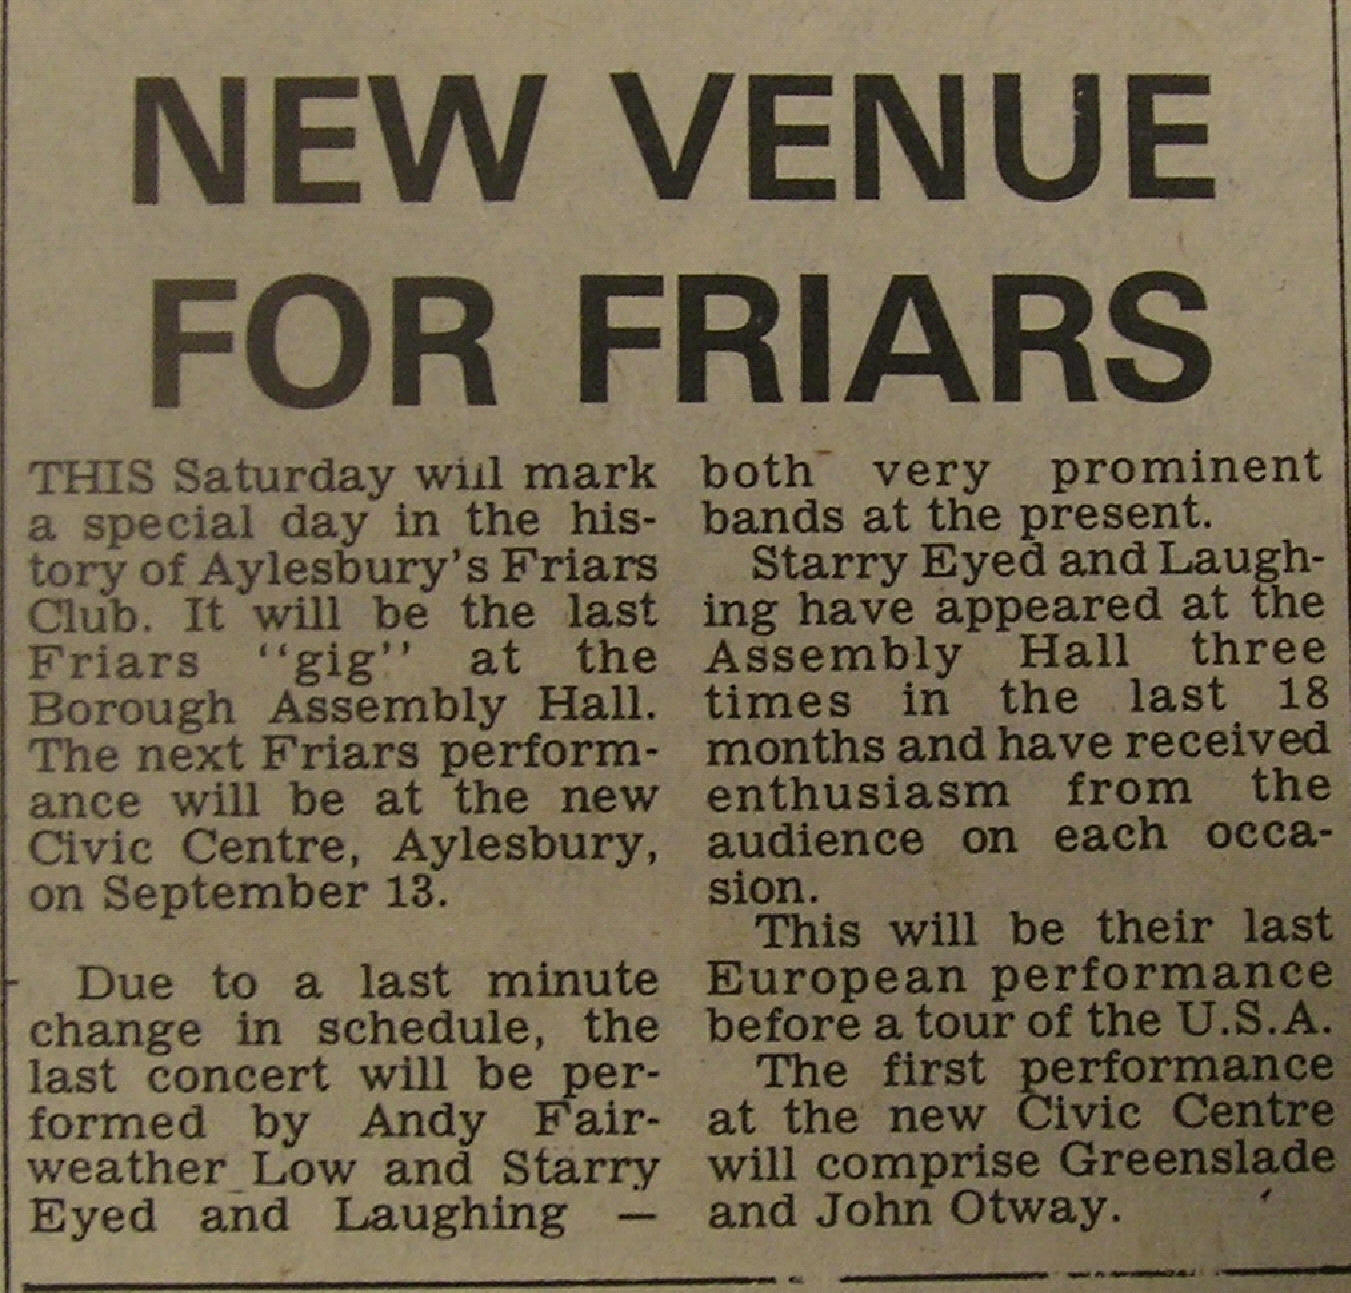 NEW VENUE
FOR FRIARS
THIS Saturday will mark
a special day in the his-
tory of Aylesbury's Friars
Club. It will be the last
Friars "gig" at the
Borough Assembly Hall.
The next Friars perform-
ance will be at the new
Civic Centre, Aylesbury,
on September 13.
Due to a last minute
change in schedule, the
last concert will be per-
formed by Andy Fair-
weather Low and Starry
Eyed and Laughing —
both very prominent
bands at the present.
Starry Eyed and Laugh-
ing have appeared at the
Assembly Hall three
times in the last 18
months and have received
enthusiasm from the
audience on each occa-
sion.
This will be their last
European performance
before a tour of the U.S.A.
The first performance
at the new Civic Centre
will comprise Greenslade
and John Otway.